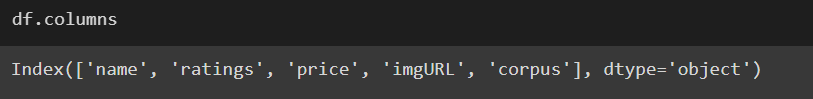 df.columns
Index(['name', 'ratings', 'price', 'imgURL', 'corpus'], dtype='object')